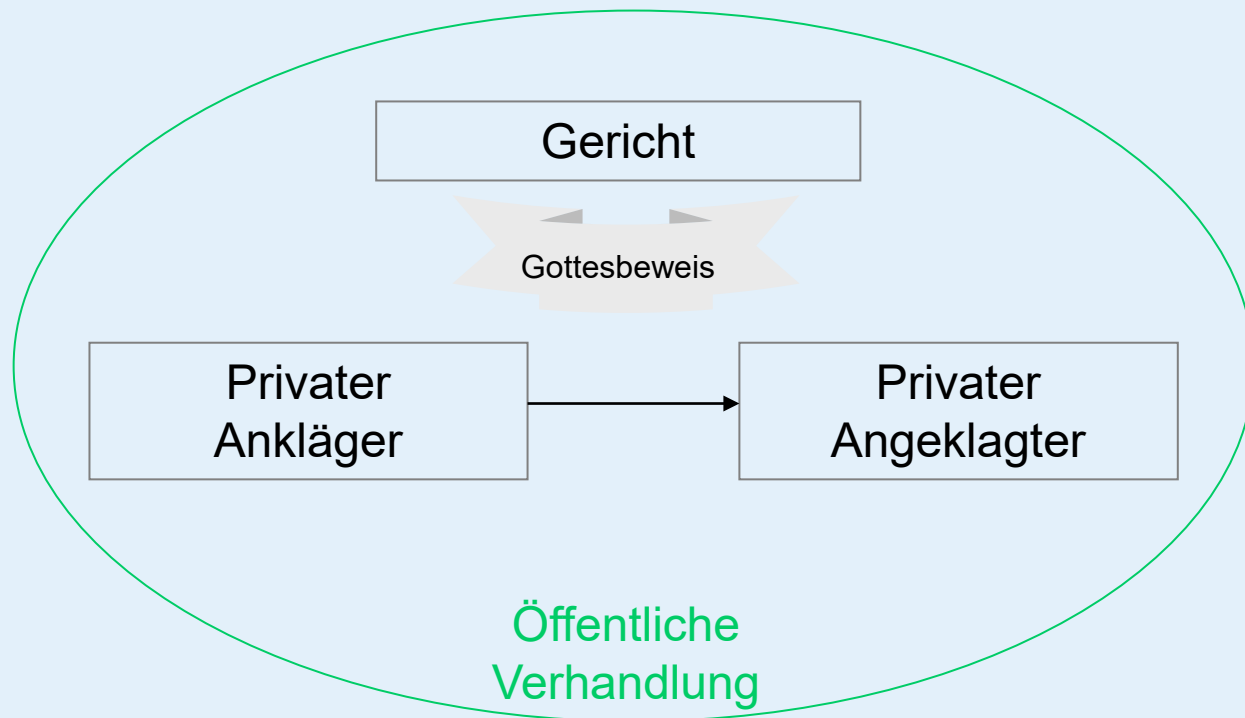 Gericht
Gottesbeweis
Privater
Ankläger
Privater
Angeklagter
Öffentliche
Verhandlung